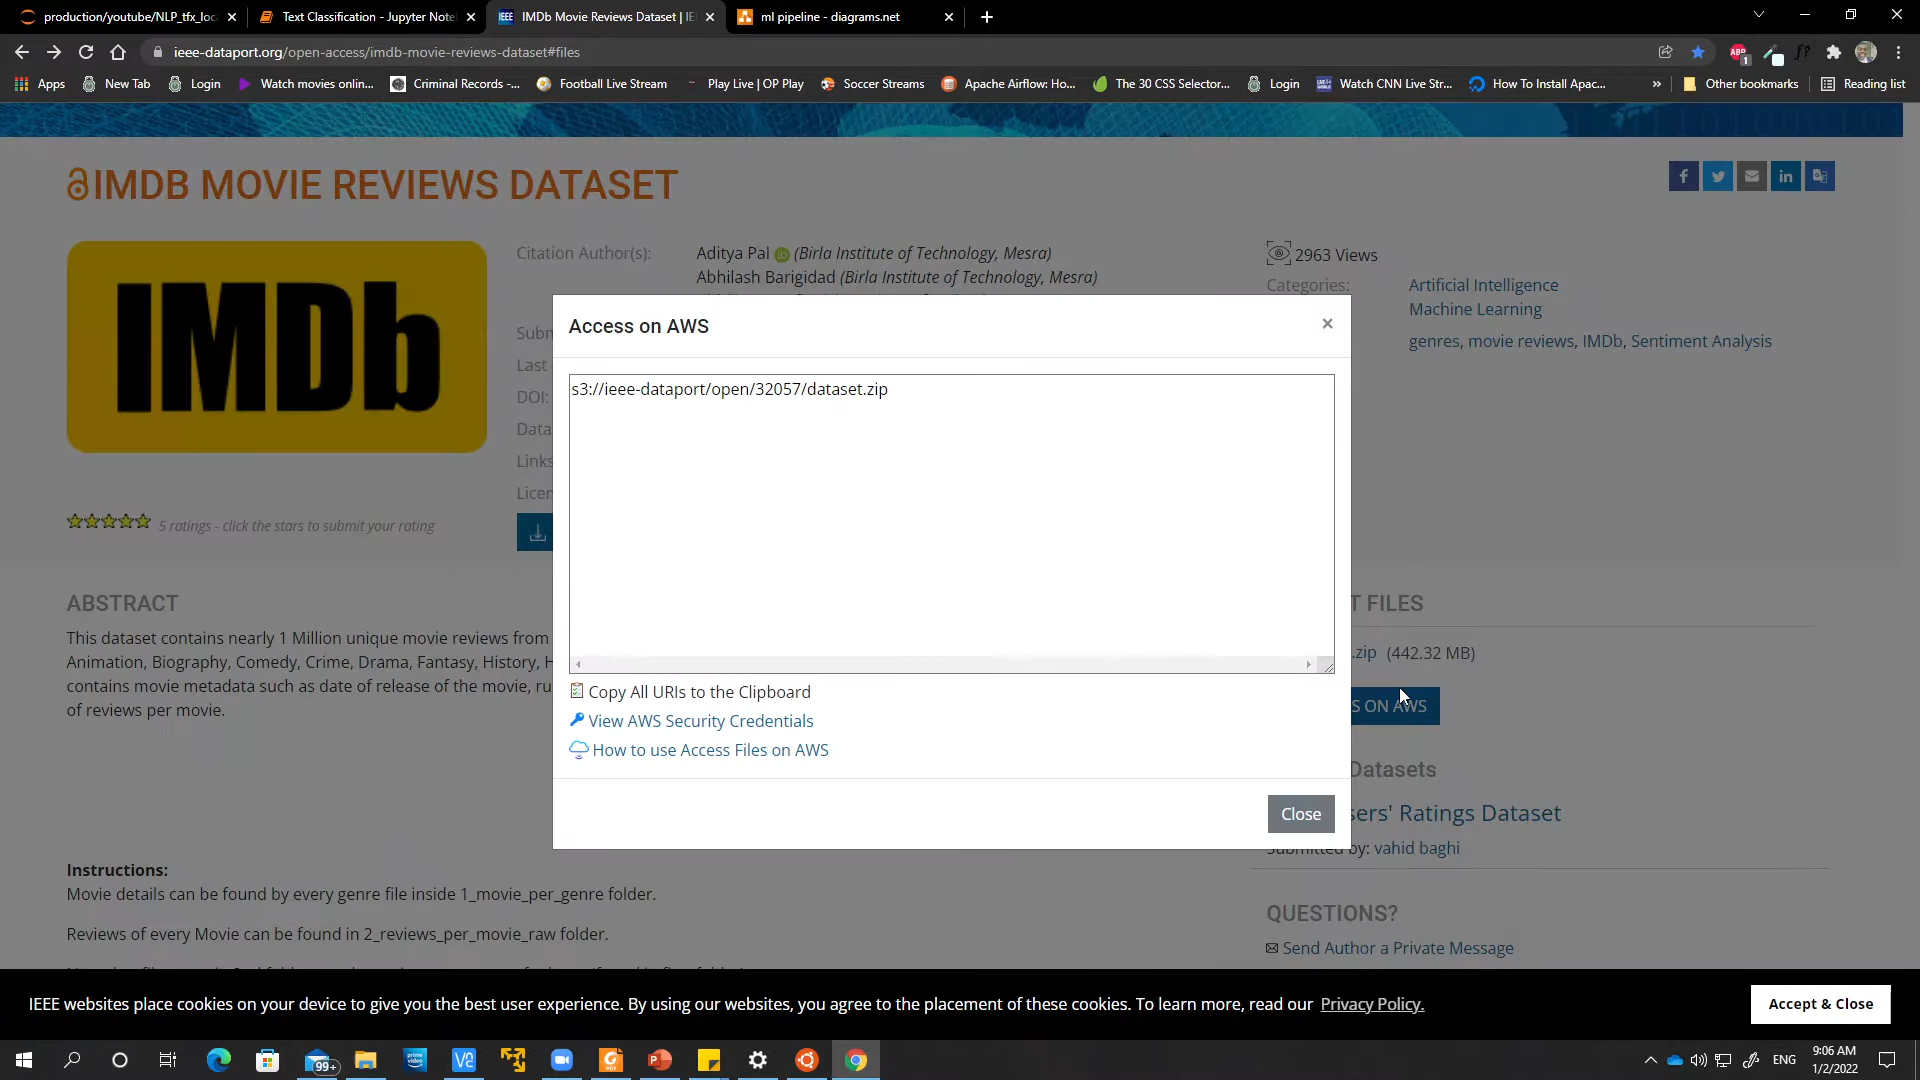 production/youtube/NLP_tfx_loc
Text Classification - Jupyter Note
IMDb Movie Reviews Dataset | IE
ml pipeline - diagrams.net
ieee-dataport.org/open-access/imdb-movie-reviews-dataset#files
Apps
New Tab
Login
Watch movies onlin...
Criminal Records -...
Football Live Stream
Play Live | OP Play
Soccer Streams
Apache Airflow: Ho...
The 30 CSS Selector...
Login
Watch CNN Live Str...
How To Install Apac...
»
Other bookmarks
Reading list
IMDB MOVIE REVIEWS DATASET
IMDb
Citation Author(s):
Aditya Pal (Birla Institute of Technology, Mesra)
Abhilash Barigidad (Birla Institute of Technology, Mesra)
2963 Views
Categories:
Artificial Intelligence
Machine Learning
genres, movie reviews, IMDb, Sentiment Analysis
Subm
Last
DOI:
Data
Links
Licen
5 ratings - click the stars to submit your rating
Access on AWS
×
s3://ieee-dataport/open/32057/dataset.zip
Copy All URIs to the Clipboard
View AWS Security Credentials
How to use Access Files on AWS
Close
ABSTRACT
This dataset contains nearly 1 Million unique movie reviews from
Animation, Biography, Comedy, Crime, Drama, Fantasy, History, H
contains movie metadata such as date of release of the movie, ru
of reviews per movie.
T FILES
.zip (442.32 MB)
S ON AWS
Datasets
sers' Ratings Dataset
Submitted by: vahid baghi
Instructions:
Movie details can be found by every genre file inside 1_movie_per_genre folder.
Reviews of every Movie can be found in 2_reviews_per_movie_raw folder.
QUESTIONS?
Send Author a Private Message
IEEE websites place cookies on your device to give you the best user experience. By using our websites, you agree to the placement of these cookies. To learn more, read our Privacy Policy.
Accept & Close
99+
ENG
9:06 AM
1/2/2022